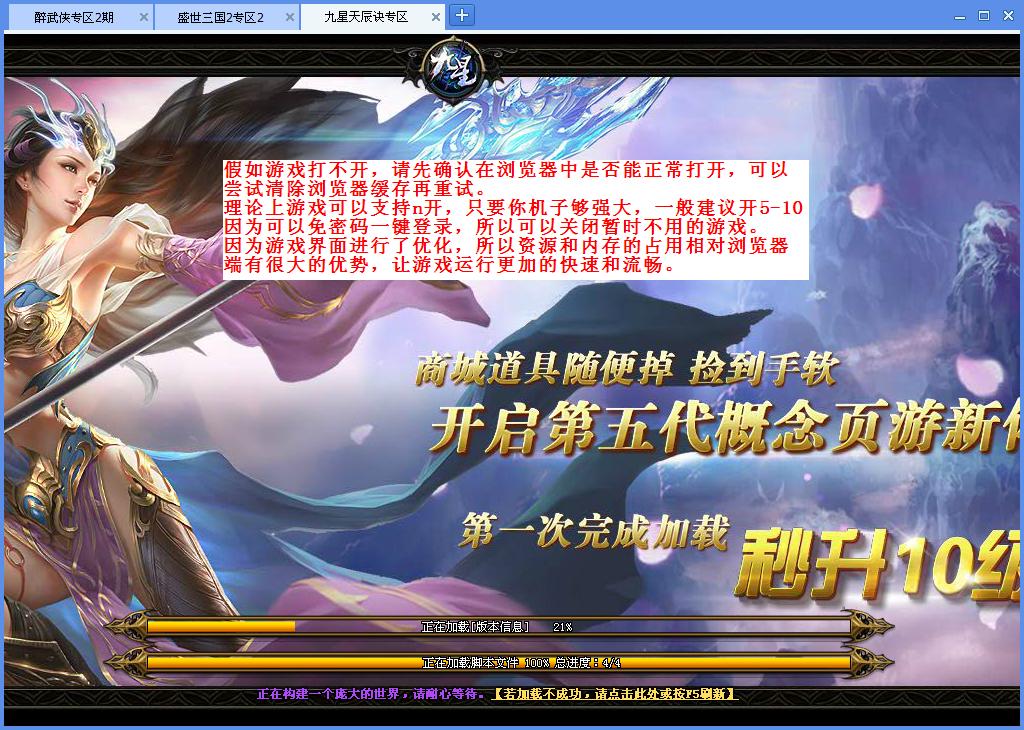 醉武侠专区2期
盛世三国2专区2
九星天辰诀专区
九星
假如游戏打不开，请先确认在浏览器中是否能正常打开，可以
尝试清除浏览器缓存再重试。
理论上游戏可以支持n开，只要你机子够强大，一般建议开5-10
因为可以免密码一键登录，所以可以关闭暂时不用的游戏。
因为游戏界面进行了优化，所以资源和内存的占用相对浏览器
端有很大的优势，让游戏运行更加的快速和流畅。
商城道具随便掉 捡到手软
开启第五代概念页游新
第一次完成加载
秒升10级
正在加载[版本信息] 21%
正在加载脚本文件 100% 总进度：4/4
正在构建一个庞大的世界，请耐心等待。【若加载不成功，请点击此处或按F5刷新】